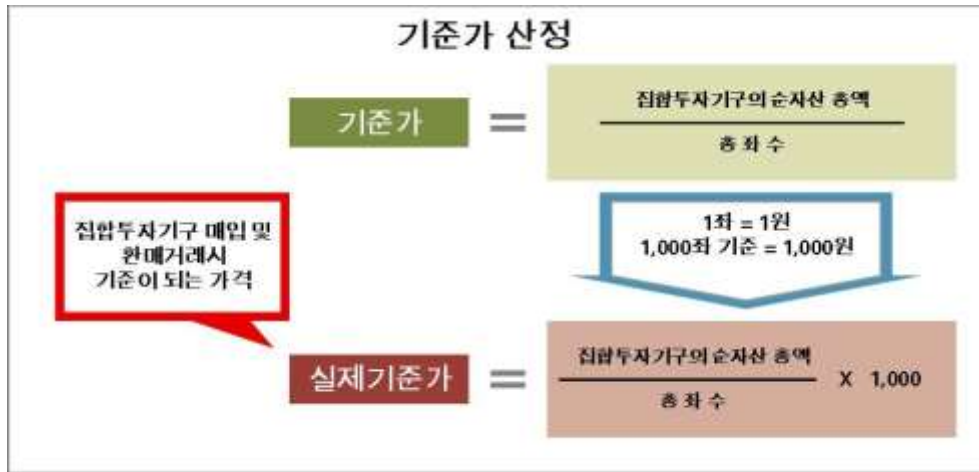 기준가 산정
기준가 = 집합투자기구의 순자산 총액
총 좌 수
집합투자기구 매입 및
환매거래시
기준이 되는 가격
1좌 = 1원
1,000좌 기준 = 1,000원
실제기준가 = 집합투자기구의 순자산 총액
총 좌 수
X 1,000